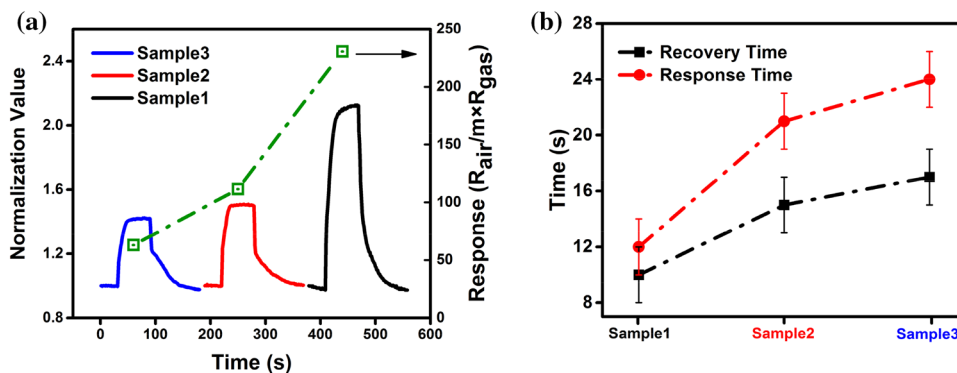 (a)
Normalization Value
2.4
2.0
1.6
1.2
0.8
Sample3
Sample2
Sample1
250
200
150
100
50
0
Response (Rair/m×Rgas)
0 100 200 300 400 500 600
Time (s)
(b)
Time (s)
28
24
20
16
12
8
Recovery Time
Response Time
Sample1 Sample2 Sample3